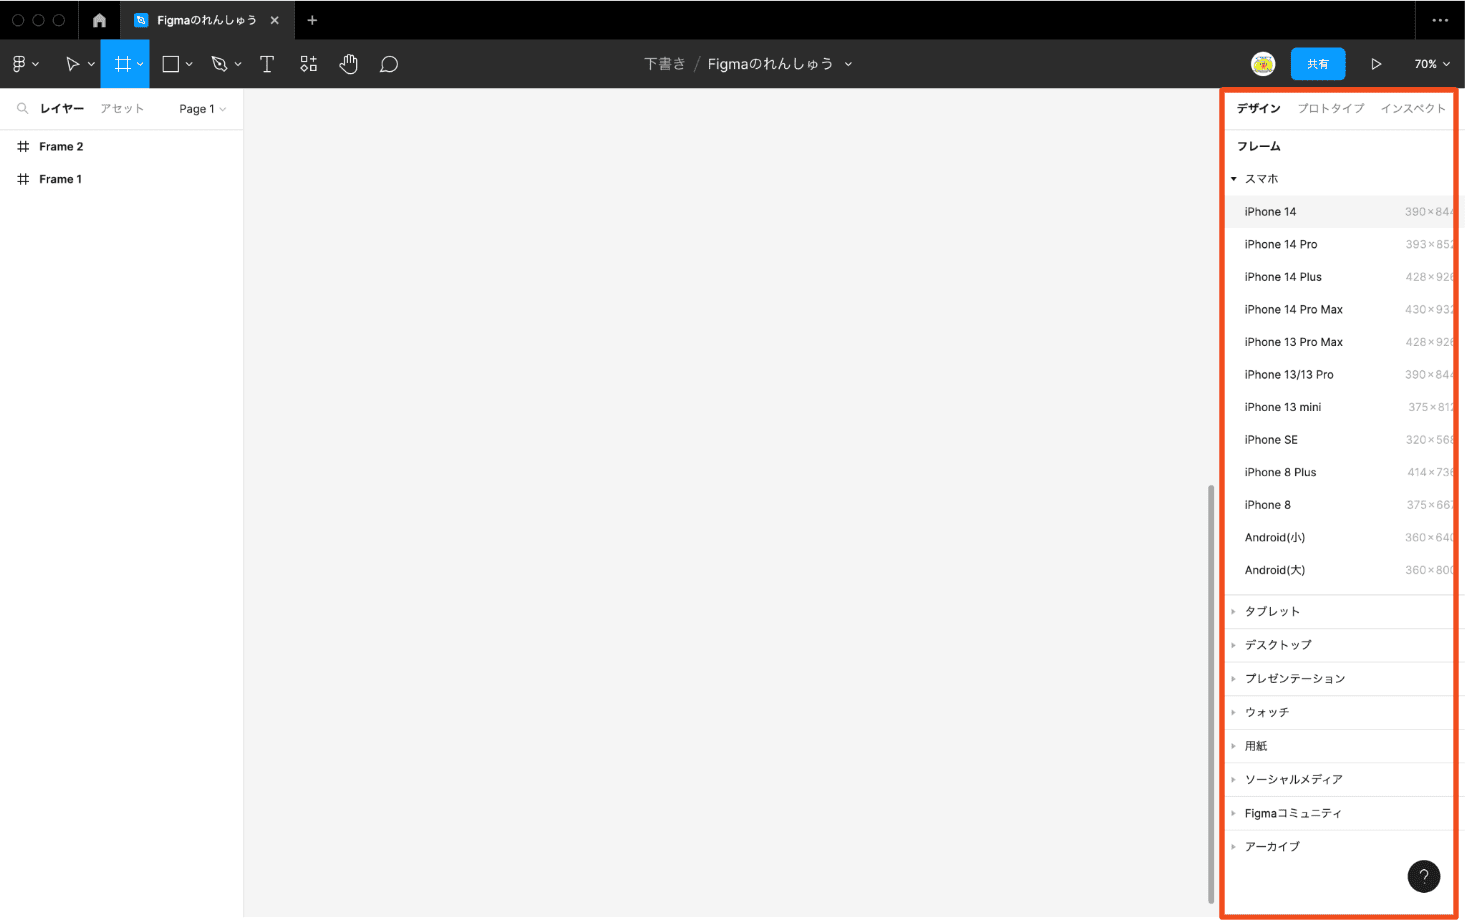 Figmaのれんしゅう
下書き / Figmaのれんしゅう
共有
70%
レイヤー アセット Page 1
Frame 2
Frame 1
デザイン プロトタイプ インスペクト
フレーム
スマホ
iPhone 14 390×844
iPhone 14 Pro 393×852
iPhone 14 Plus 428×926
iPhone 14 Pro Max 430×932
iPhone 13 Pro Max 428×926
iPhone 13/13 Pro 390×844
iPhone 13 mini 375×812
iPhone SE 320×568
iPhone 8 Plus 414×736
iPhone 8 375×667
Android(小) 360×640
Android(大) 360×800
タブレット
デスクトップ
プレゼンテーション
ウォッチ
用紙
ソーシャルメディア
Figmaコミュニティ
アーカイブ
?